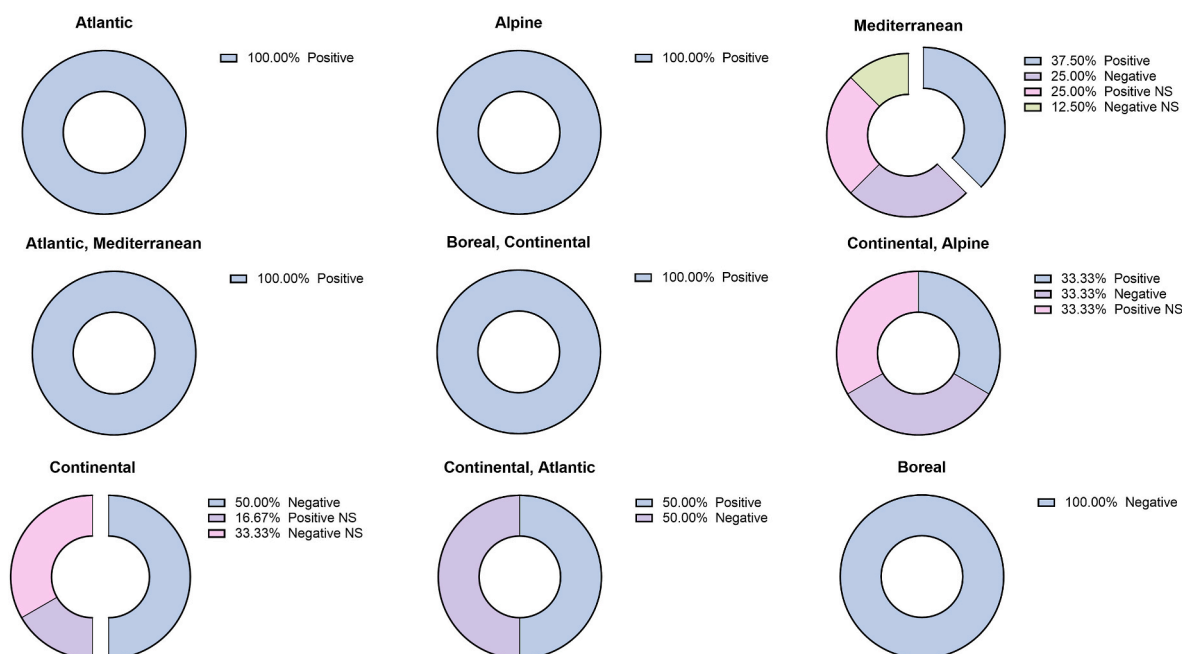 Atlantic
100.00% Positive
Alpine
100.00% Positive
Mediterranean
37.50% Positive
25.00% Negative
25.00% Positive NS
12.50% Negative NS
Atlantic, Mediterranean
100.00% Positive
Boreal, Continental
100.00% Positive
Continental, Alpine
33.33% Positive
33.33% Negative
33.33% Positive NS
Continental
50.00% Negative
16.67% Positive NS
33.33% Negative NS
Continental, Atlantic
50.00% Positive
50.00% Negative
Boreal
100.00% Negative